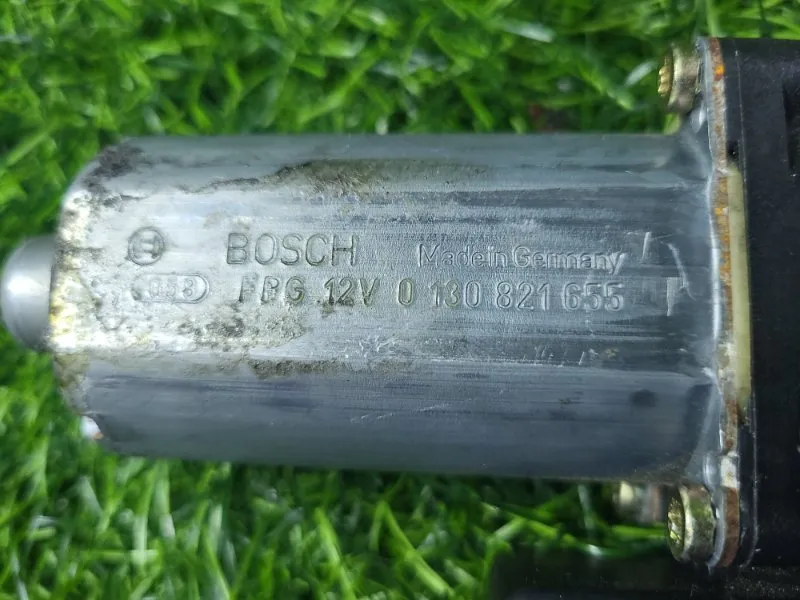 BOSCH Made in Germany
FPG 12V 0 130 821 655